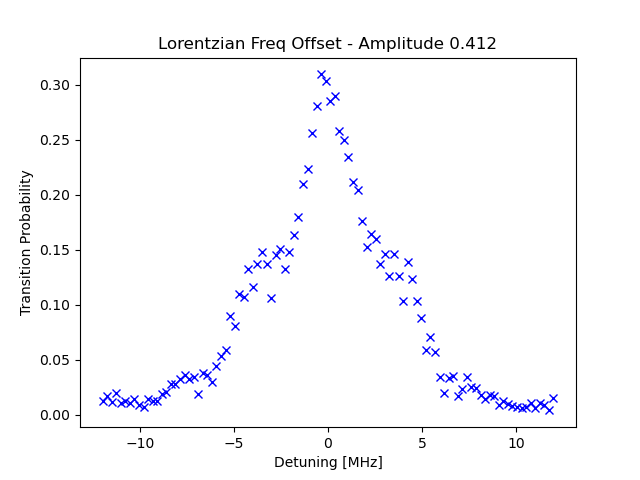 Lorentzian Freq Offset - Amplitude 0.412
Transition Probability
0.30
0.25
0.20
0.15
0.10
0.05
0.00
−10 −5 0 5 10
Detuning [MHz]